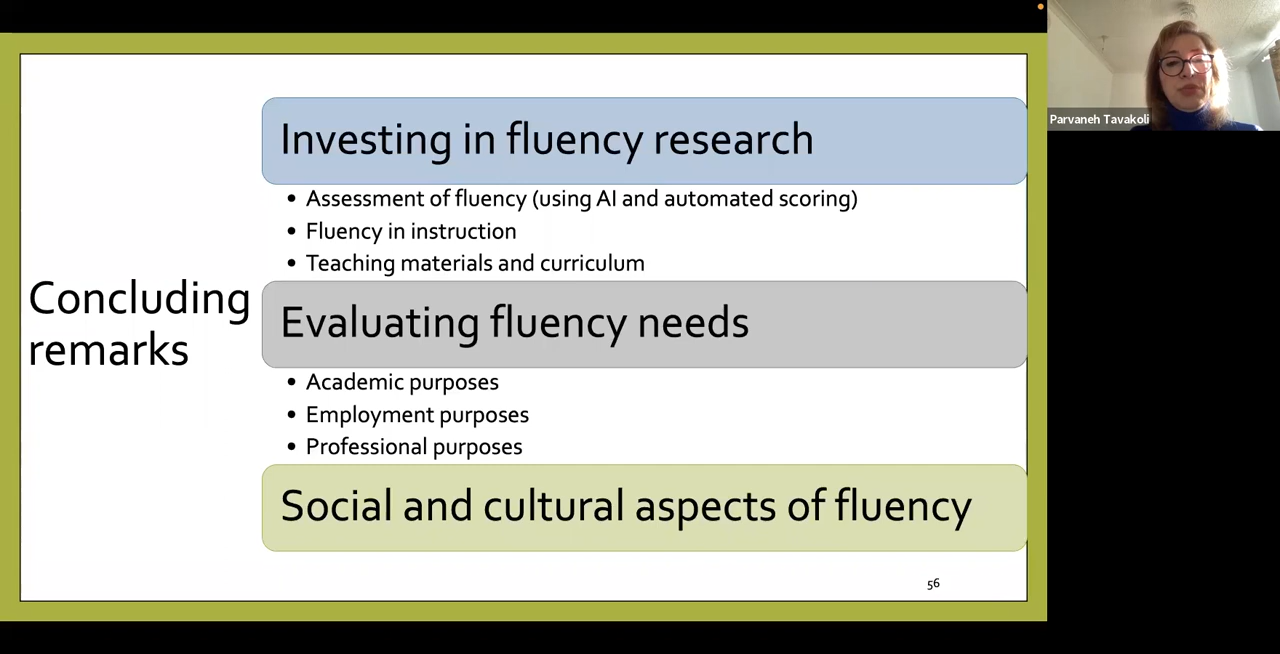 Concluding
remarks
Investing in fluency research
• Assessment of fluency (using AI and automated scoring)
• Fluency in instruction
• Teaching materials and curriculum
Evaluating fluency needs
• Academic purposes
• Employment purposes
• Professional purposes
Social and cultural aspects of fluency
56
Parvaneh Tavakoli